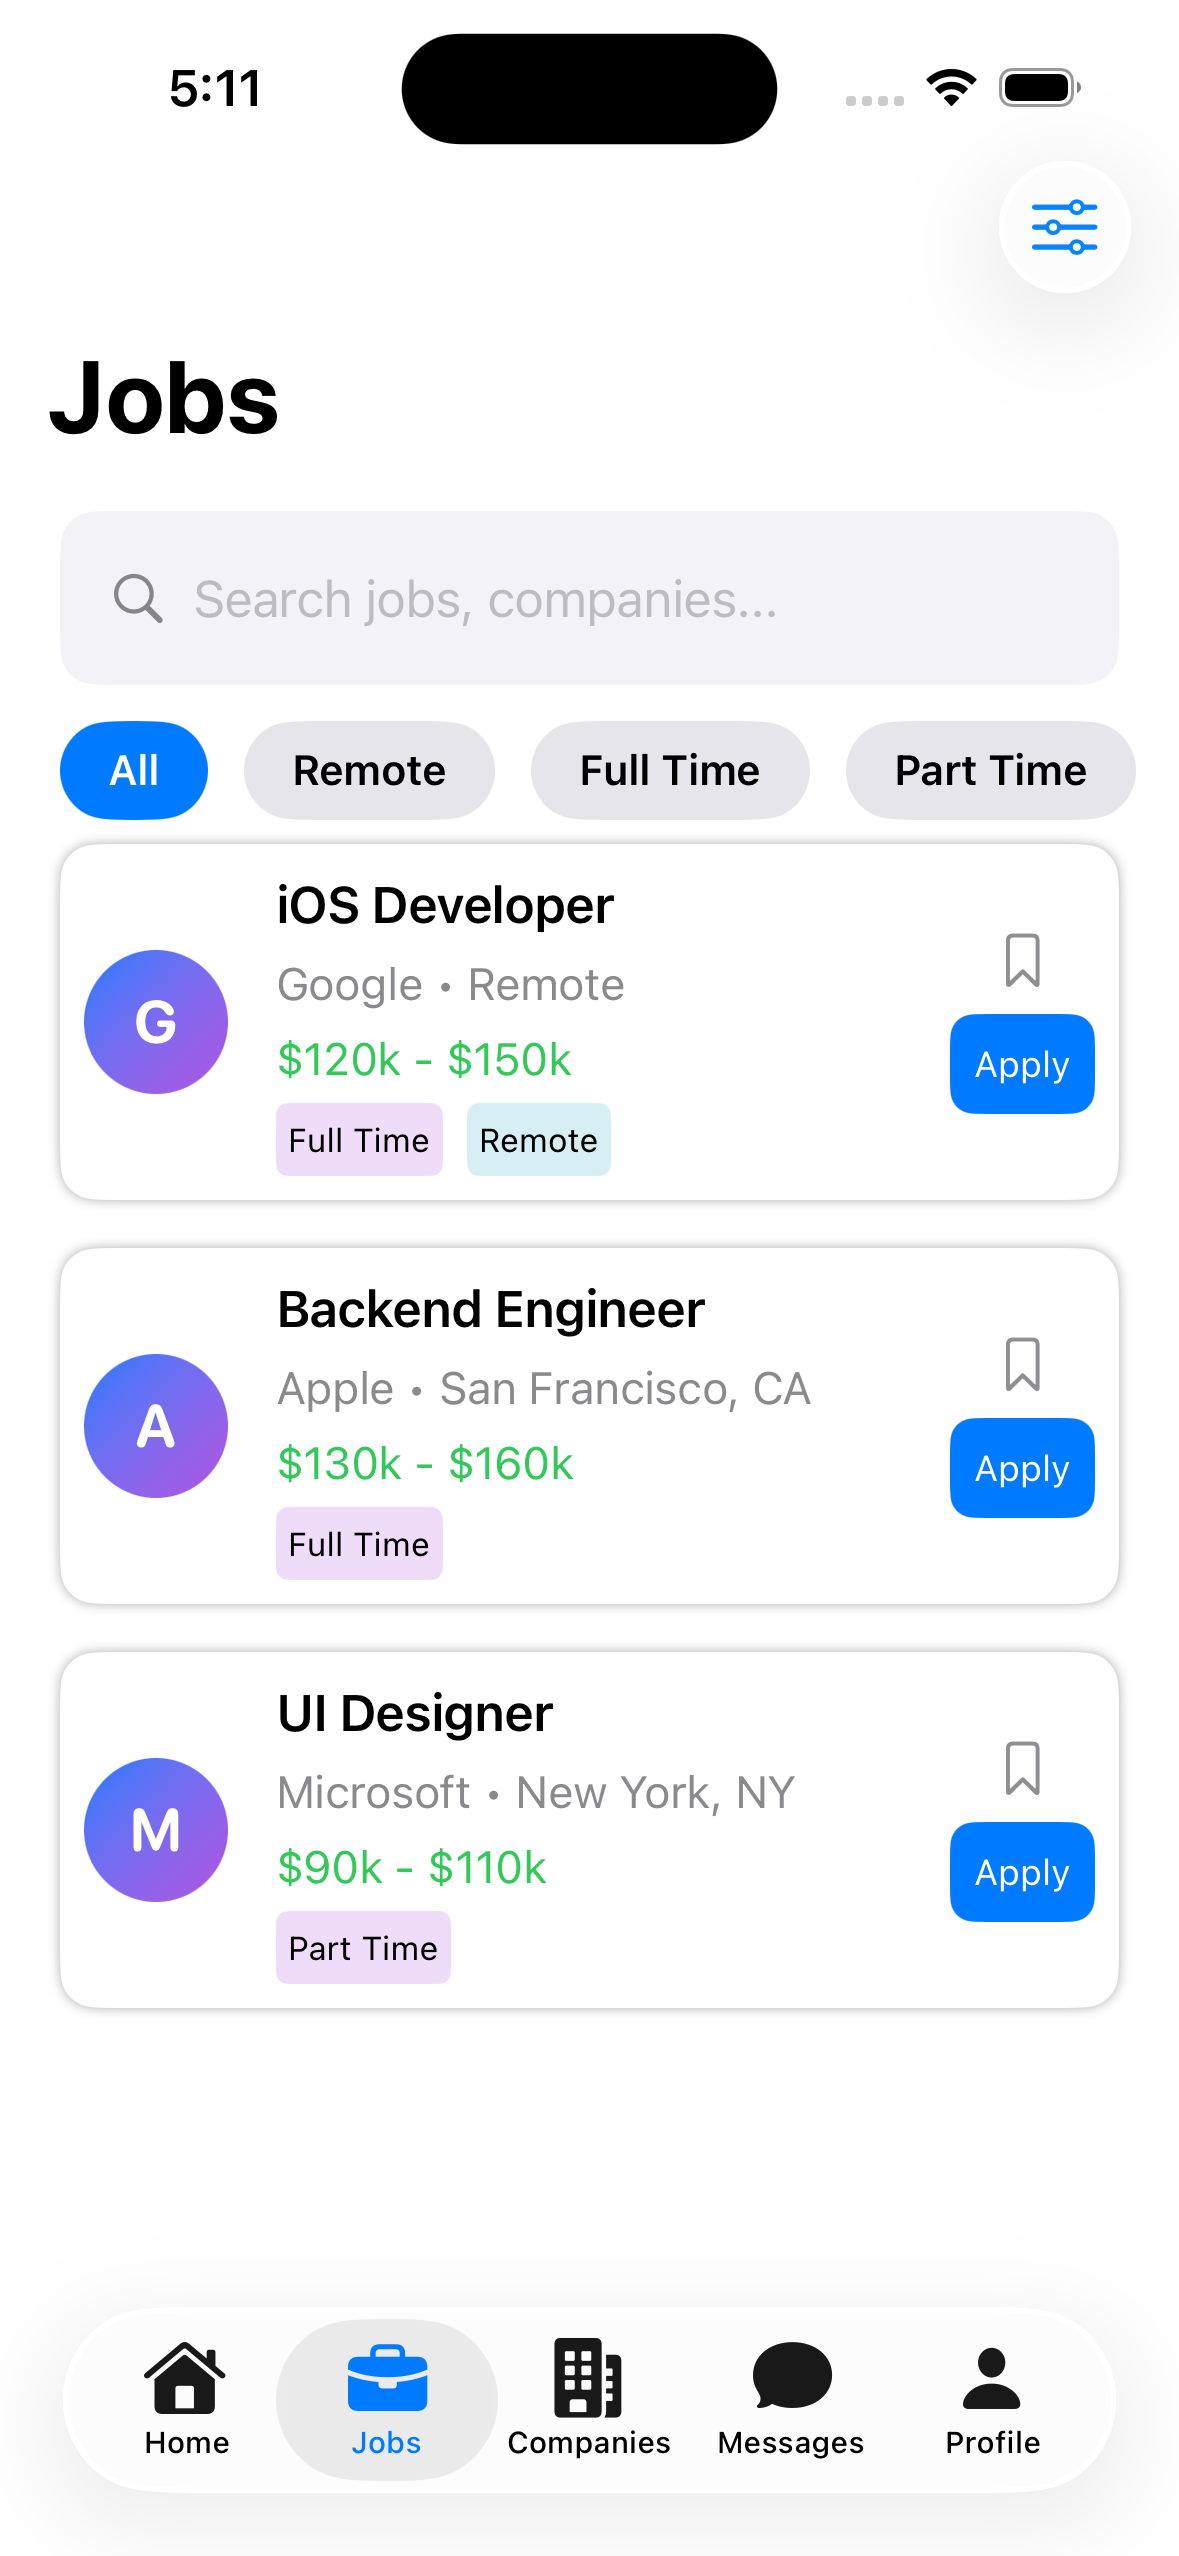 5:11
Jobs
Search jobs, companies...
All Remote Full Time Part Time
iOS Developer
G
Google • Remote
$120k - $150k
Full Time Remote
Apply
Backend Engineer
A
Apple • San Francisco, CA
$130k - $160k
Full Time
Apply
UI Designer
M
Microsoft • New York, NY
$90k - $110k
Part Time
Apply
Home Jobs Companies Messages Profile